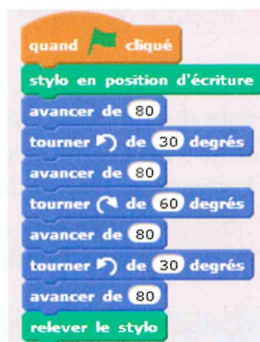 quand cliqué
stylo en position d'écriture
avancer de 80
tourner de 30 degrés
avancer de 80
tourner de 60 degrés
avancer de 80
tourner de 30 degrés
avancer de 80
relever le stylo